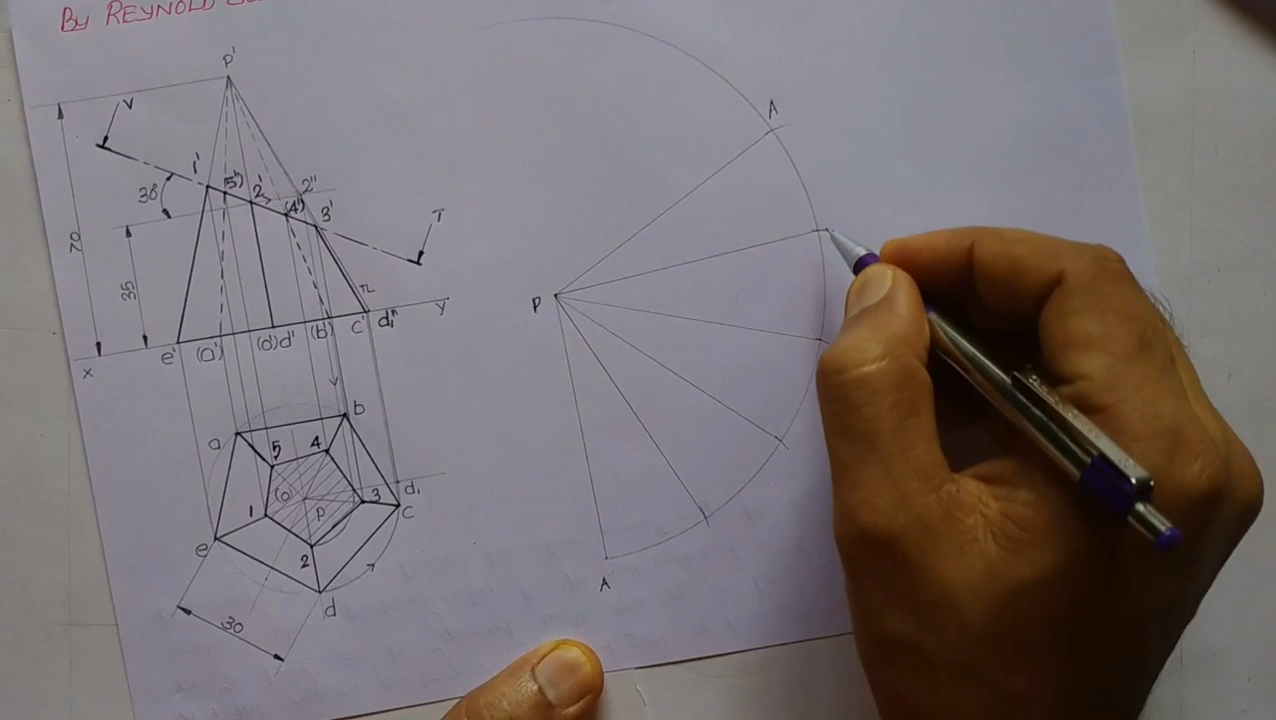 By REYNOLD
P'
V
1'
(5')
2'
2"
(4')
3'
T
30°
70
35
x
y
e'
(a')
(o')d'
(b')
c'
d₁"
a
b
5
4
(o)
1
P
3
d₁
c
e
2
d
30
P
A
A